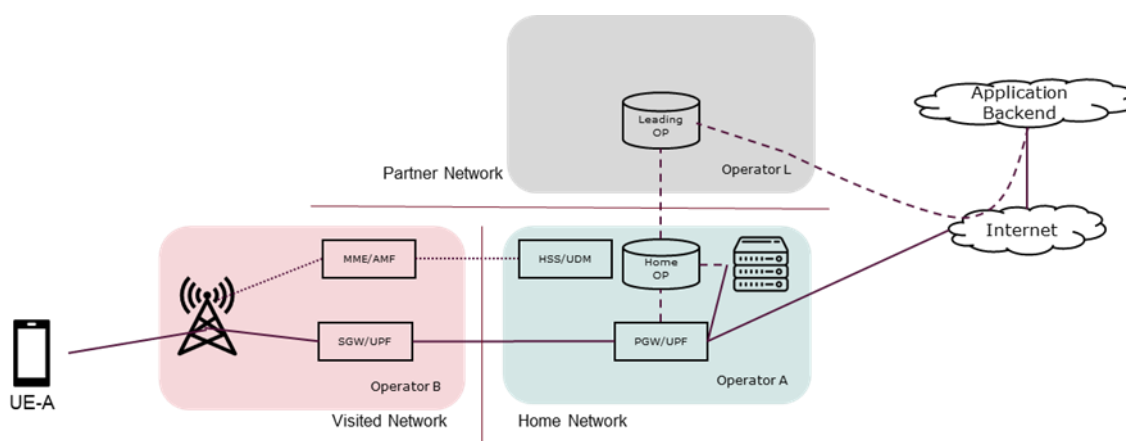 Application
Backend
Leading
OP
Operator L
Partner Network
Internet
MME/AMF
HSS/UDM
Home
OP
SGW/UPF
PGW/UPF
Operator B
Operator A
UE-A
Visited Network
Home Network